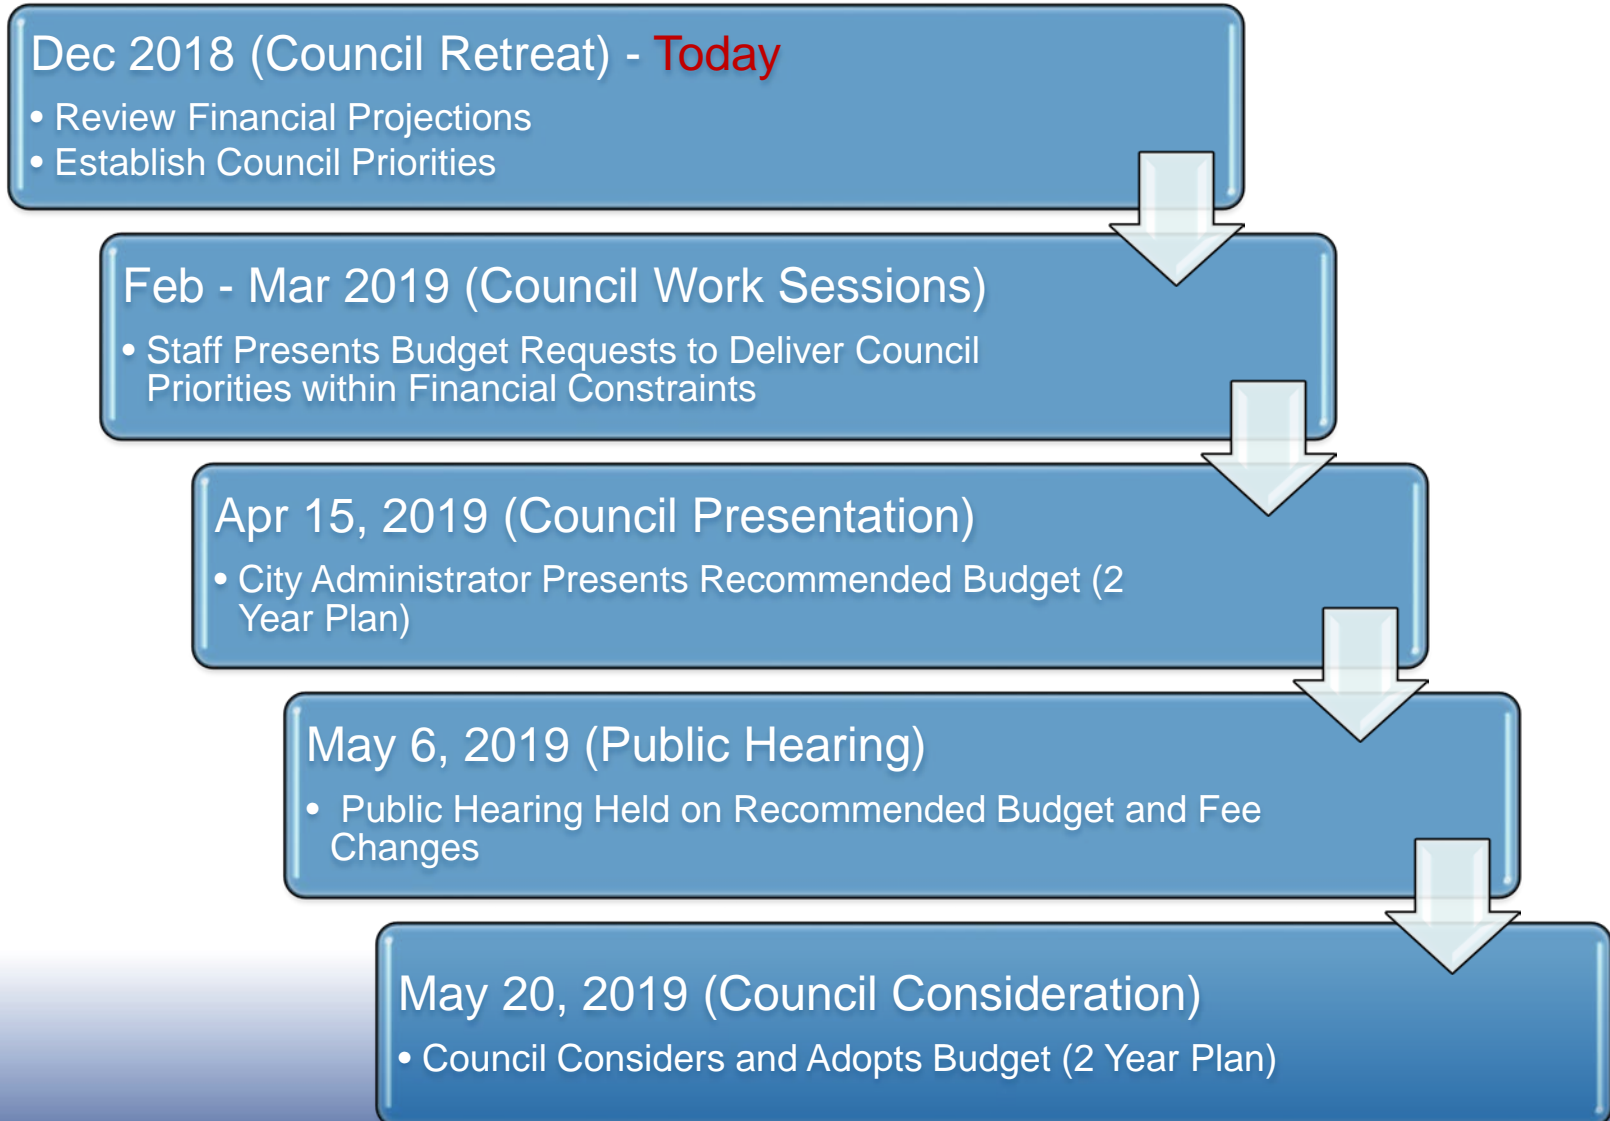 Dec 2018 (Council Retreat) - Today
• Review Financial Projections
• Establish Council Priorities
Feb - Mar 2019 (Council Work Sessions)
• Staff Presents Budget Requests to Deliver Council
Priorities within Financial Constraints
Apr 15, 2019 (Council Presentation)
• City Administrator Presents Recommended Budget (2
Year Plan)
May 6, 2019 (Public Hearing)
• Public Hearing Held on Recommended Budget and Fee
Changes
May 20, 2019 (Council Consideration)
• Council Considers and Adopts Budget (2 Year Plan)